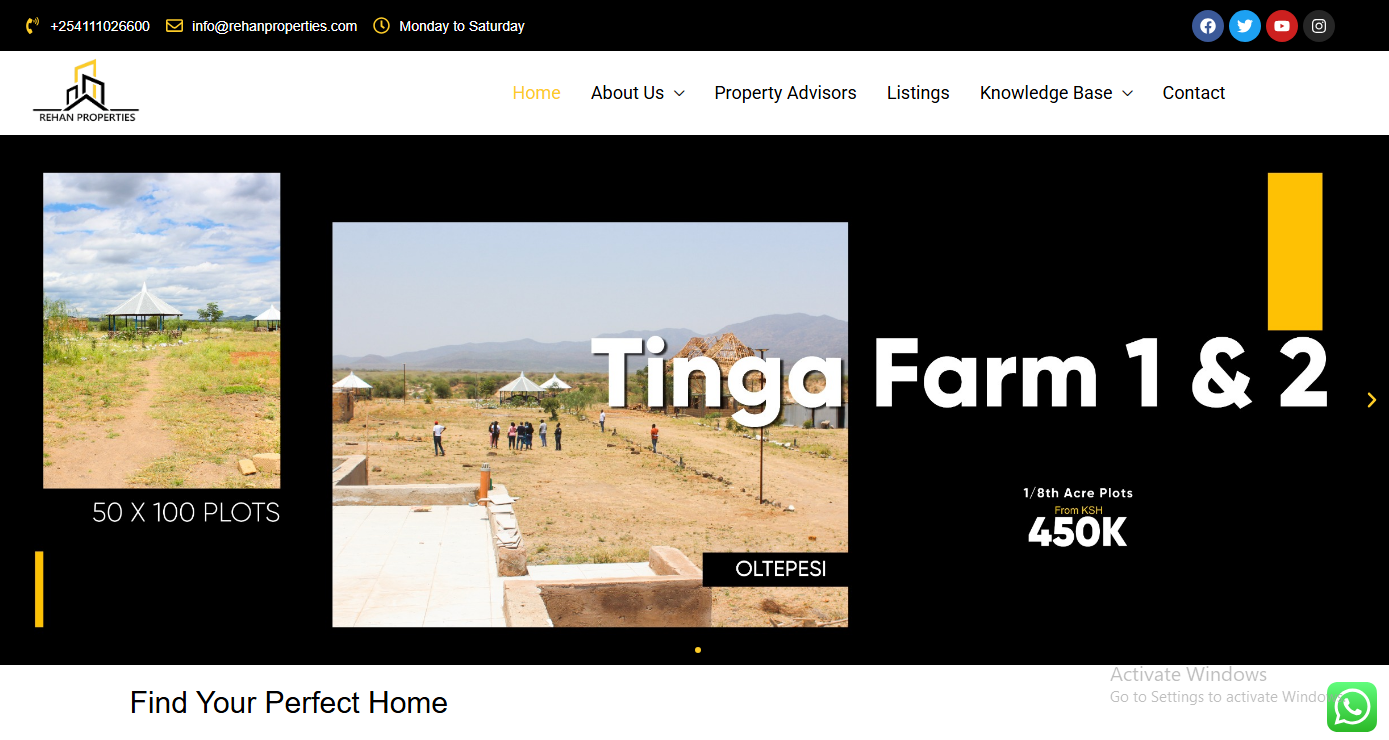 +254111026600 info@rehanproperties.com Monday to Saturday
REHAN PROPERTIES
Home About Us Property Advisors Listings Knowledge Base Contact
Tinga Farm 1 & 2
50 X 100 PLOTS
1/8th Acre Plots
From KSH
450K
OLTEPESI
Find Your Perfect Home
Activate Windows
Go to Settings to activate Windows